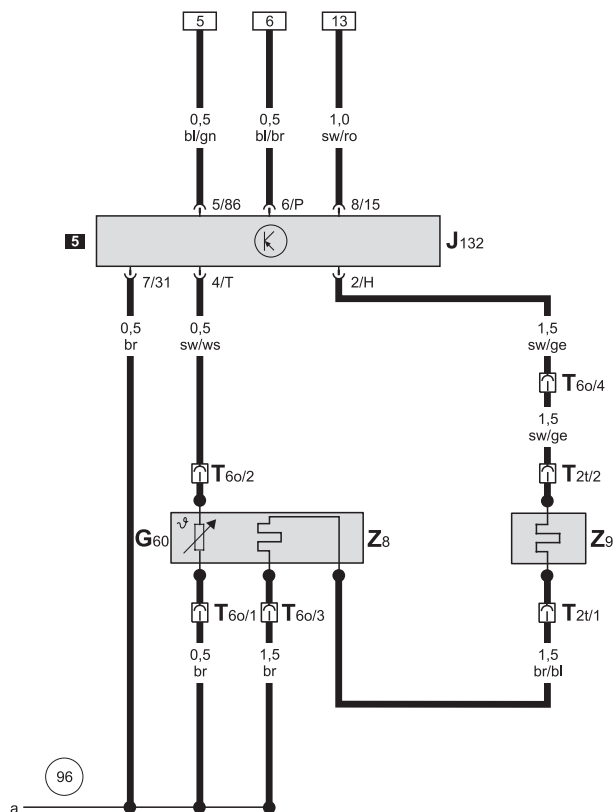 5 6 13
0,5 0,5 1,0
bl/gn bl/br sw/ro
5/86 6/P 8/15
5 J132
7/31 4/T 2/H
0,5 0,5 1,5
br sw/ws sw/ge
T6o/4
1,5
sw/ge
T6o/2 T2t/2
ϑ
G60 Z8 Z9
T6o/1 T6o/3 T2t/1
0,5 1,5 1,5
br br br/bl
96
a